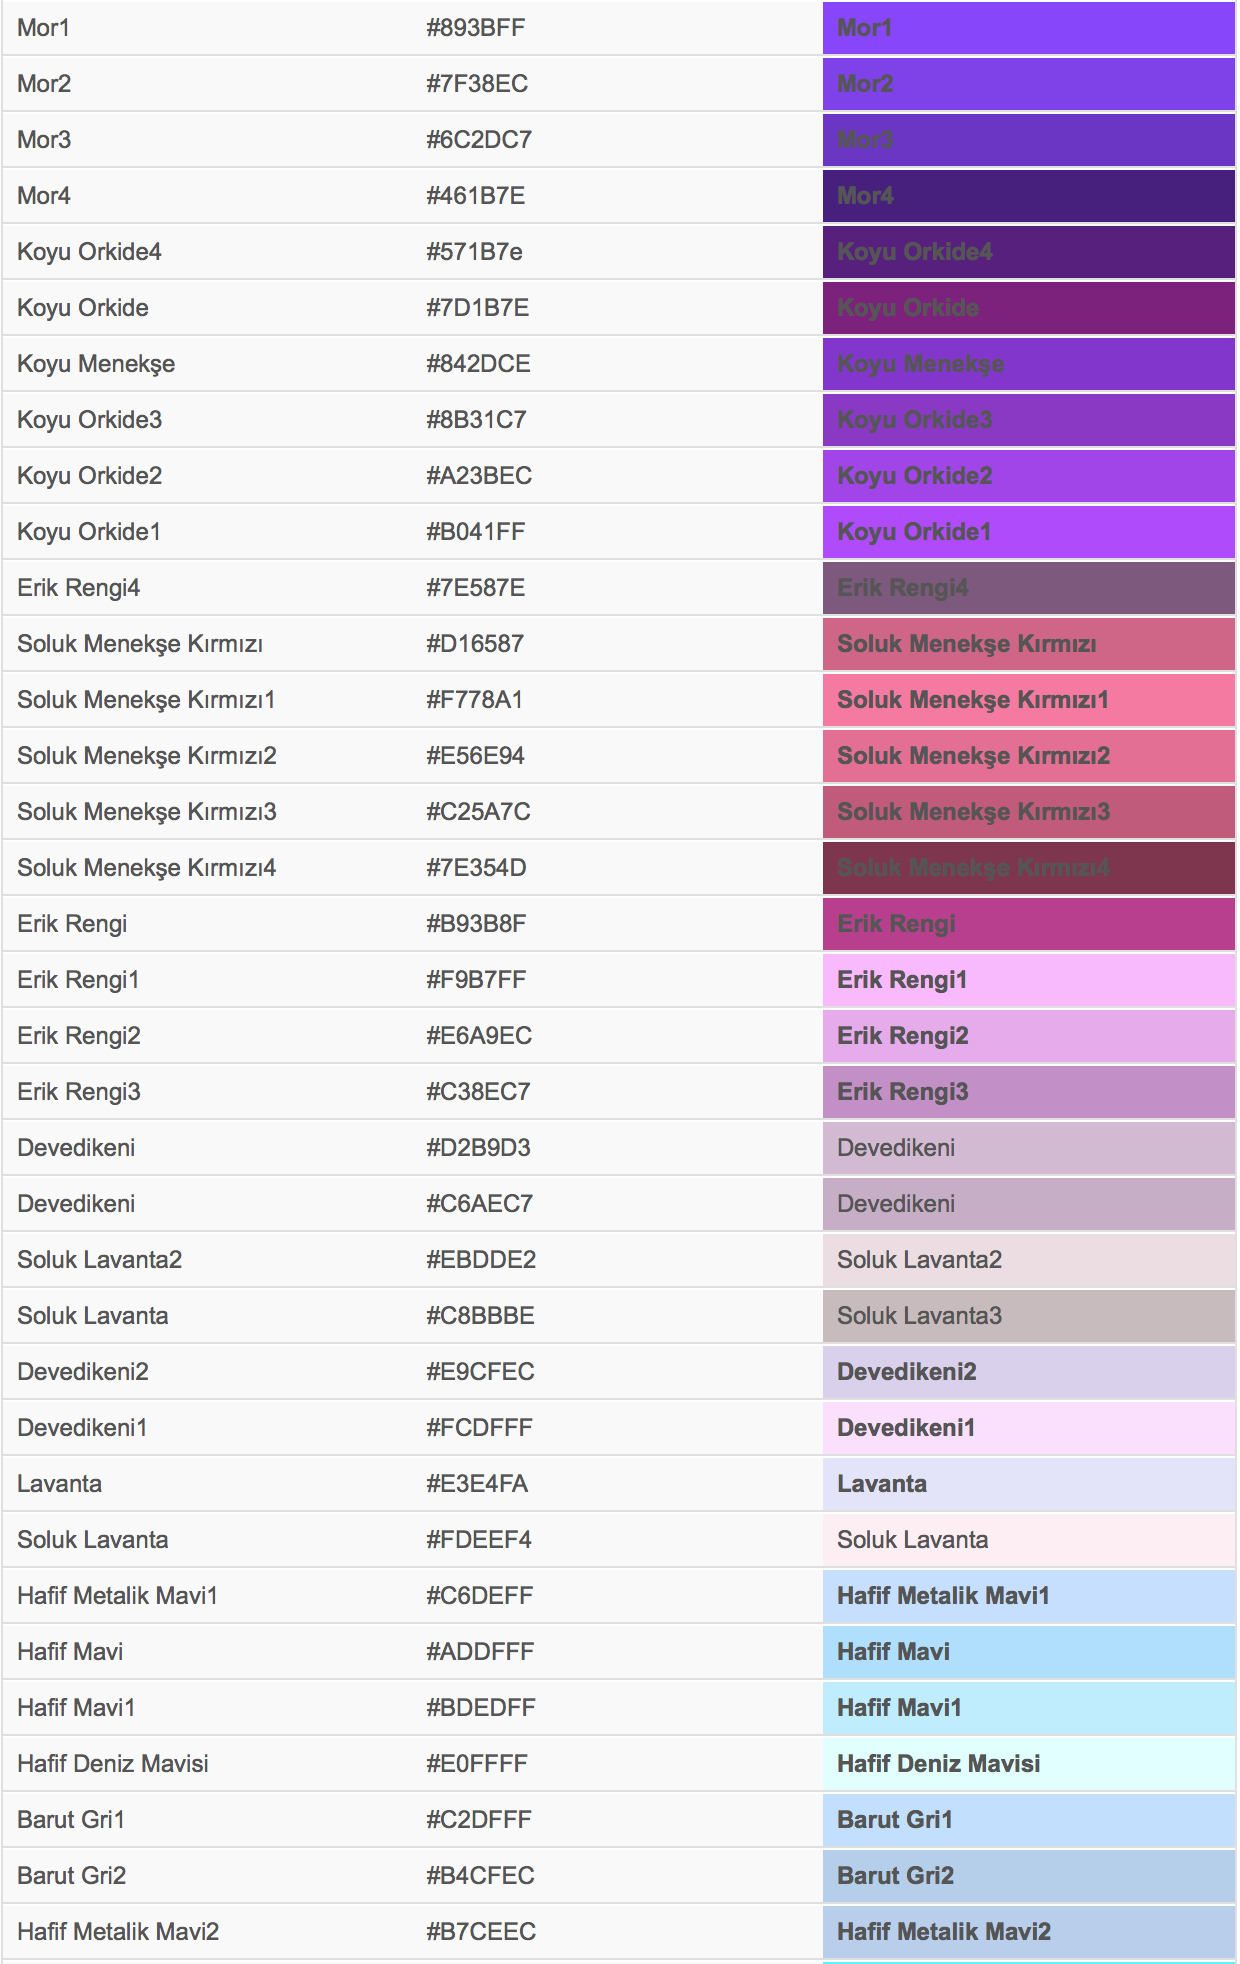 Mor1 #893BFF Mor1
Mor2 #7F38EC Mor2
Mor3 #6C2DC7 Mor3
Mor4 #461B7E Mor4
Koyu Orkide4 #571B7e Koyu Orkide4
Koyu Orkide #7D1B7E Koyu Orkide
Koyu Menekşe #842DCE Koyu Menekşe
Koyu Orkide3 #8B31C7 Koyu Orkide3
Koyu Orkide2 #A23BEC Koyu Orkide2
Koyu Orkide1 #B041FF Koyu Orkide1
Erik Rengi4 #7E587E Erik Rengi4
Soluk Menekşe Kırmızı #D16587 Soluk Menekşe Kırmızı
Soluk Menekşe Kırmızı1 #F778A1 Soluk Menekşe Kırmızı1
Soluk Menekşe Kırmızı2 #E56E94 Soluk Menekşe Kırmızı2
Soluk Menekşe Kırmızı3 #C25A7C Soluk Menekşe Kırmızı3
Soluk Menekşe Kırmızı4 #7E354D Soluk Menekşe Kırmızı4
Erik Rengi #B93B8F Erik Rengi
Erik Rengi1 #F9B7FF Erik Rengi1
Erik Rengi2 #E6A9EC Erik Rengi2
Erik Rengi3 #C38EC7 Erik Rengi3
Devedikeni #D2B9D3 Devedikeni
Devedikeni #C6AEC7 Devedikeni
Soluk Lavanta2 #EBDDE2 Soluk Lavanta2
Soluk Lavanta #C8BBBE Soluk Lavanta3
Devedikeni2 #E9CFEC Devedikeni2
Devedikeni1 #FCDFFF Devedikeni1
Lavanta #E3E4FA Lavanta
Soluk Lavanta #FDEEF4 Soluk Lavanta
Hafif Metalik Mavi1 #C6DEFF Hafif Metalik Mavi1
Hafif Mavi #ADDFFF Hafif Mavi
Hafif Mavi1 #BDEDFF Hafif Mavi1
Hafif Deniz Mavisi #E0FFFF Hafif Deniz Mavisi
Barut Gri1 #C2DFFF Barut Gri1
Barut Gri2 #B4CFEC Barut Gri2
Hafif Metalik Mavi2 #B7CEEC Hafif Metalik Mavi2